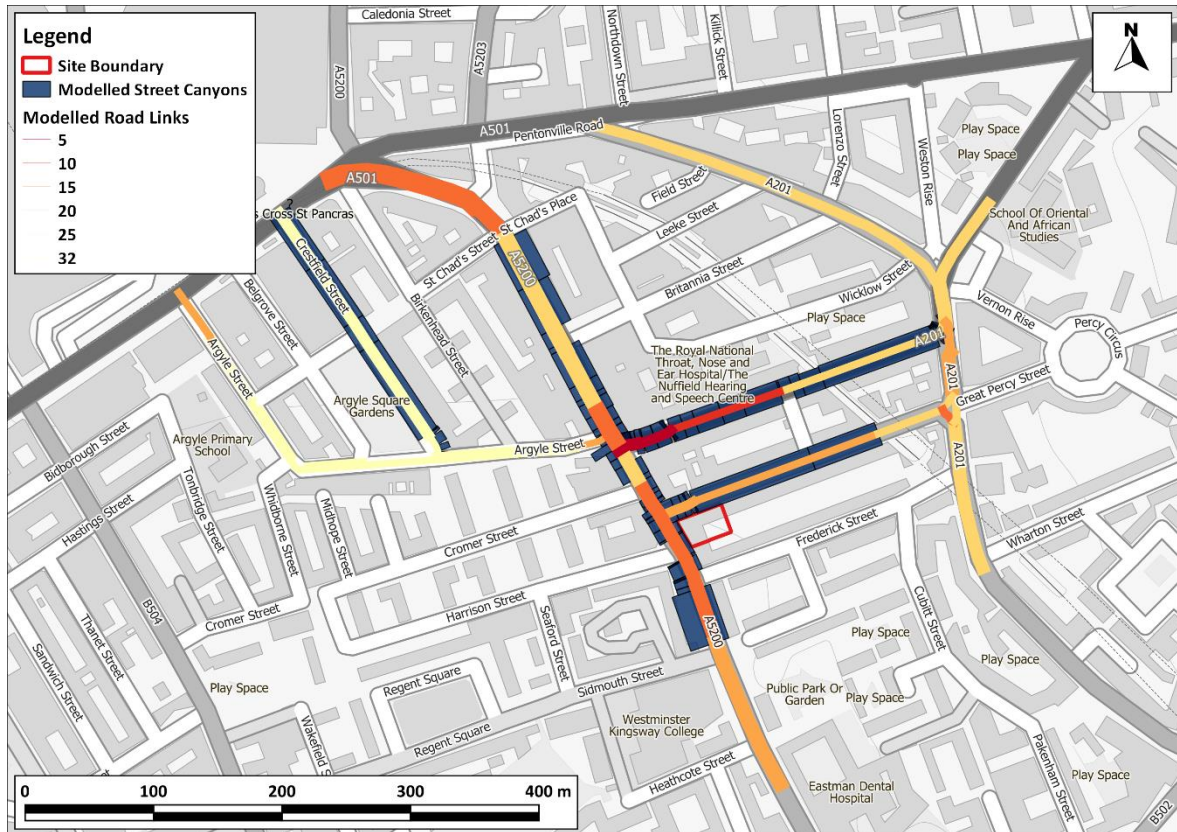 Legend
Site Boundary
Modelled Street Canyons
Modelled Road Links
5
10
15
20
25
32
N
Caledonia Street
A5200
A5203
Northdown Street
Killick Street
A501
Pentonville Road
Lorenzo Street
Weston Rise
Play Space
Play Space
A501
A201
Field Street
School Of Oriental
And African
Studies
s Cross St Pancras
St Chad's Street
St Chad's Place
Leeke Street
Crestfield Street
A5200
Britannia Street
Wicklow Street
Vernon Rise
Belgrove Street
Birkenhead Street
Play Space
Percy Circus
A201
The Royal National
Throat, Nose and
Ear Hospital/The
Nuffield Hearing
and Speech Centre
Argyle Street
A201
Great Percy Street
Argyle Square
Gardens
Bidborough Street
Argyle Primary
School
Argyle Street
A201
Tonbridge Street
Whidborne Street
Midhope Street
Hastings Street
Cromer Street
Frederick Street
Wharton Street
B504
Harrison Street
Cubitt Street
Cromer Street
Seaford Street
A5200
Thanet Street
Sandwich Street
Play Space
Play Space
Play Space
Regent Square
Sidmouth Street
Public Park Or
Garden
Play Space
Wakefield S
Regent Square
Westminster
Kingsway College
Pakenham Street
Heathcote Street
Play Space
Eastman Dental
Hospital
B502
0 100 200 300 400 m